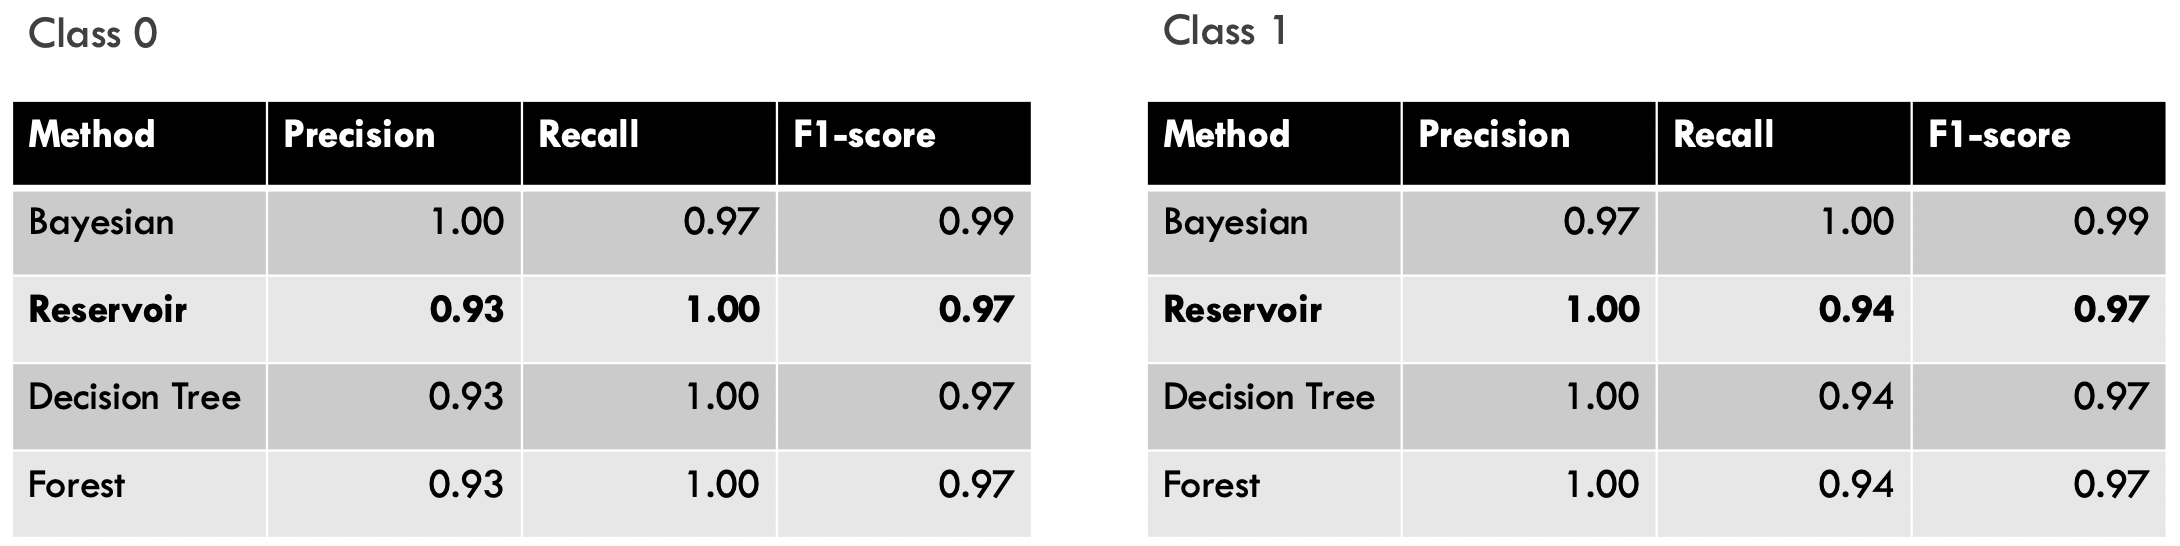 Class 0
Method Precision Recall F1-score
Bayesian 1.00 0.97 0.99
Reservoir 0.93 1.00 0.97
Decision Tree 0.93 1.00 0.97
Forest 0.93 1.00 0.97
Class 1
Method Precision Recall F1-score
Bayesian 0.97 1.00 0.99
Reservoir 1.00 0.94 0.97
Decision Tree 1.00 0.94 0.97
Forest 1.00 0.94 0.97